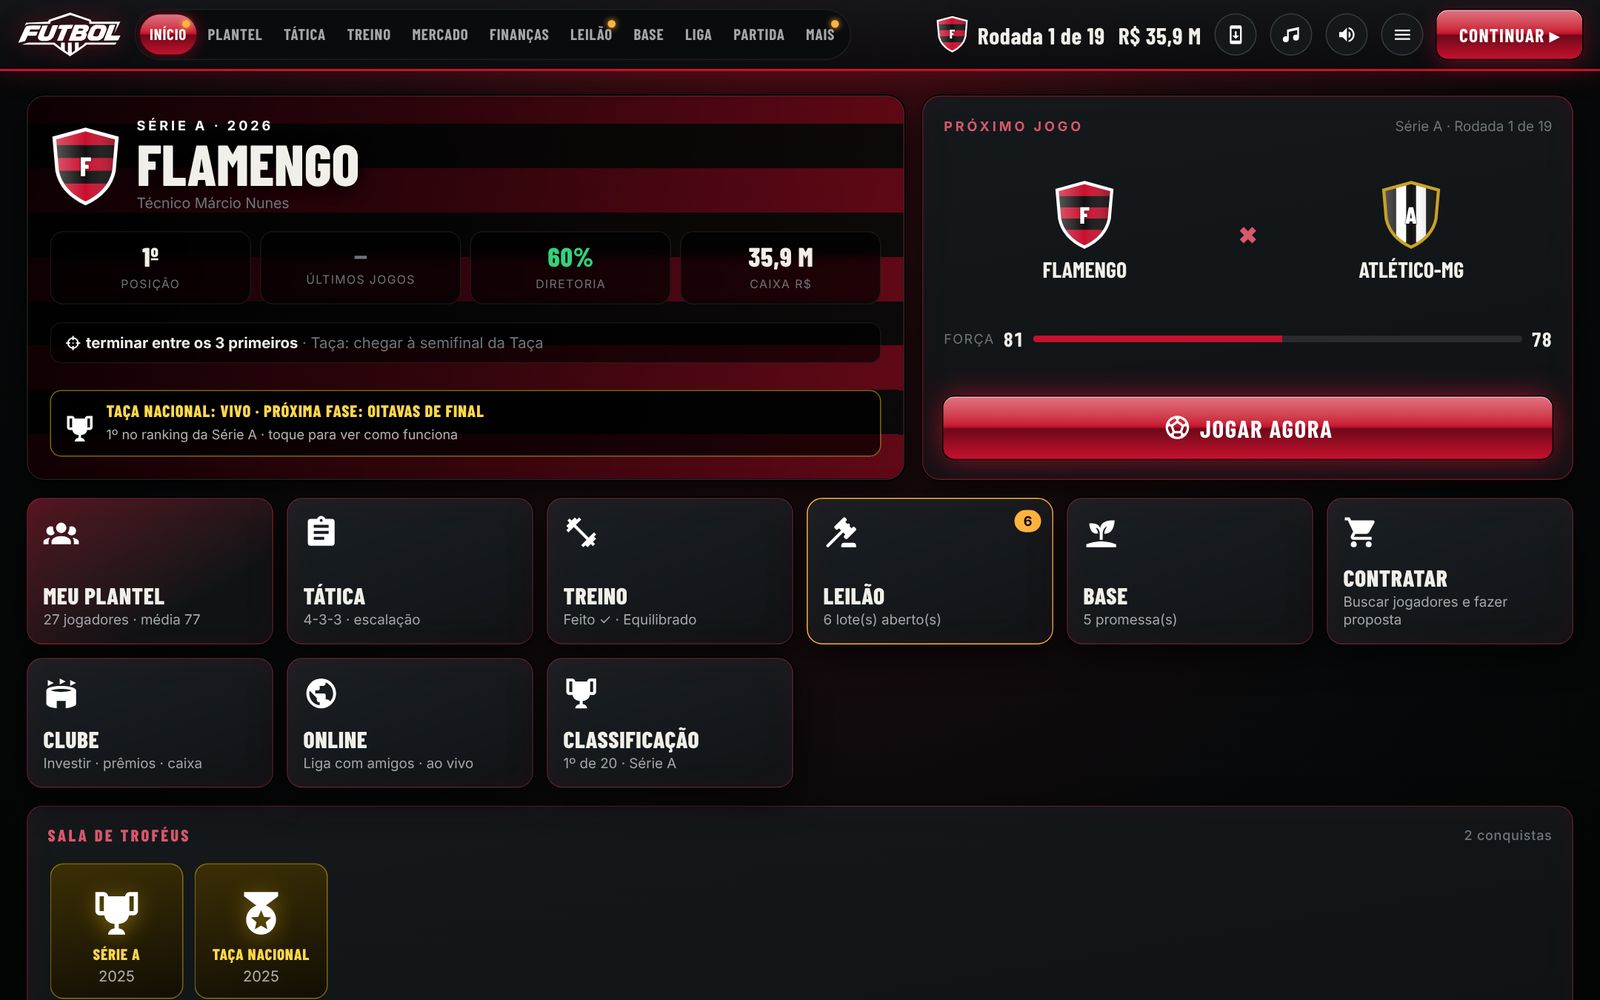 FUTBOL
INÍCIO
PLANTEL
TÁTICA
TREINO
MERCADO
FINANÇAS
LEILÃO
BASE
LIGA
PARTIDA
MAIS
F
Rodada 1 de 19
R$ 35,9 M
CONTINUAR ▸
F
SÉRIE A · 2026
FLAMENGO
Técnico Márcio Nunes
1º
POSIÇÃO
–
ÚLTIMOS JOGOS
60%
DIRETORIA
35,9 M
CAIXA R$
terminar entre os 3 primeiros · Taça: chegar à semifinal da Taça
TAÇA NACIONAL: VIVO · PRÓXIMA FASE: OITAVAS DE FINAL
1º no ranking da Série A · toque para ver como funciona
PRÓXIMO JOGO
Série A · Rodada 1 de 19
F
FLAMENGO
✖
A
ATLÉTICO-MG
FORÇA 81
78
JOGAR AGORA
MEU PLANTEL
27 jogadores · média 77
TÁTICA
4-3-3 · escalação
TREINO
Feito ✓ · Equilibrado
6
LEILÃO
6 lote(s) aberto(s)
BASE
5 promessa(s)
CONTRATAR
Buscar jogadores e fazer
proposta
CLUBE
Investir · prêmios · caixa
ONLINE
Liga com amigos · ao vivo
CLASSIFICAÇÃO
1º de 20 · Série A
SALA DE TROFÉUS
2 conquistas
SÉRIE A
2025
TAÇA NACIONAL
2025